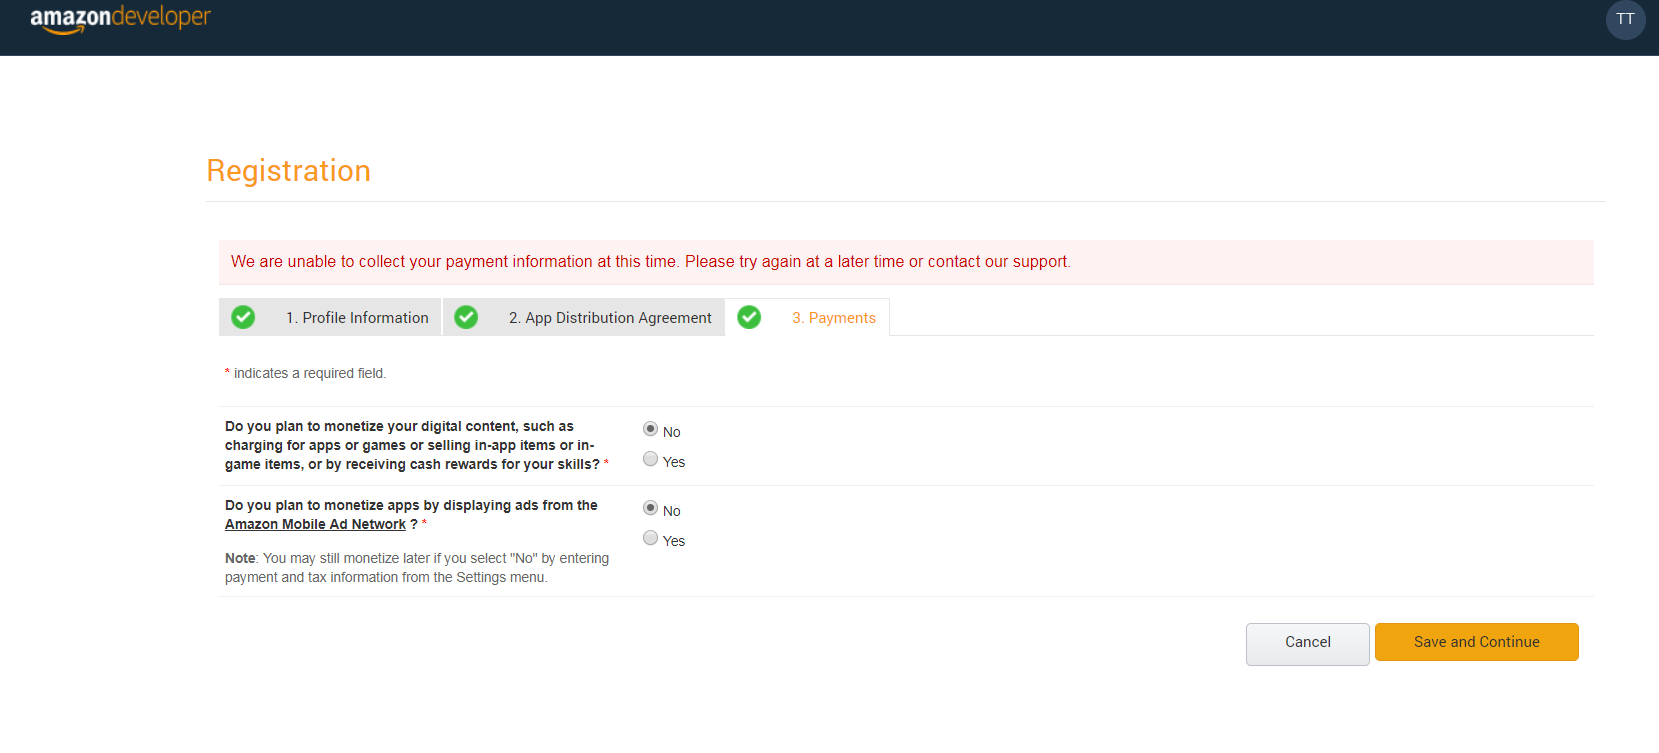 amazondeveloper
TT
Registration
We are unable to collect your payment information at this time. Please try again at a later time or contact our support.
1. Profile Information
2. App Distribution Agreement
3. Payments
* indicates a required field.
Do you plan to monetize your digital content, such as
charging for apps or games or selling in-app items or in-
game items, or by receiving cash rewards for your skills? *
No
Yes
Do you plan to monetize apps by displaying ads from the
Amazon Mobile Ad Network ? *
Note: You may still monetize later if you select "No" by entering
payment and tax information from the Settings menu.
No
Yes
Cancel
Save and Continue